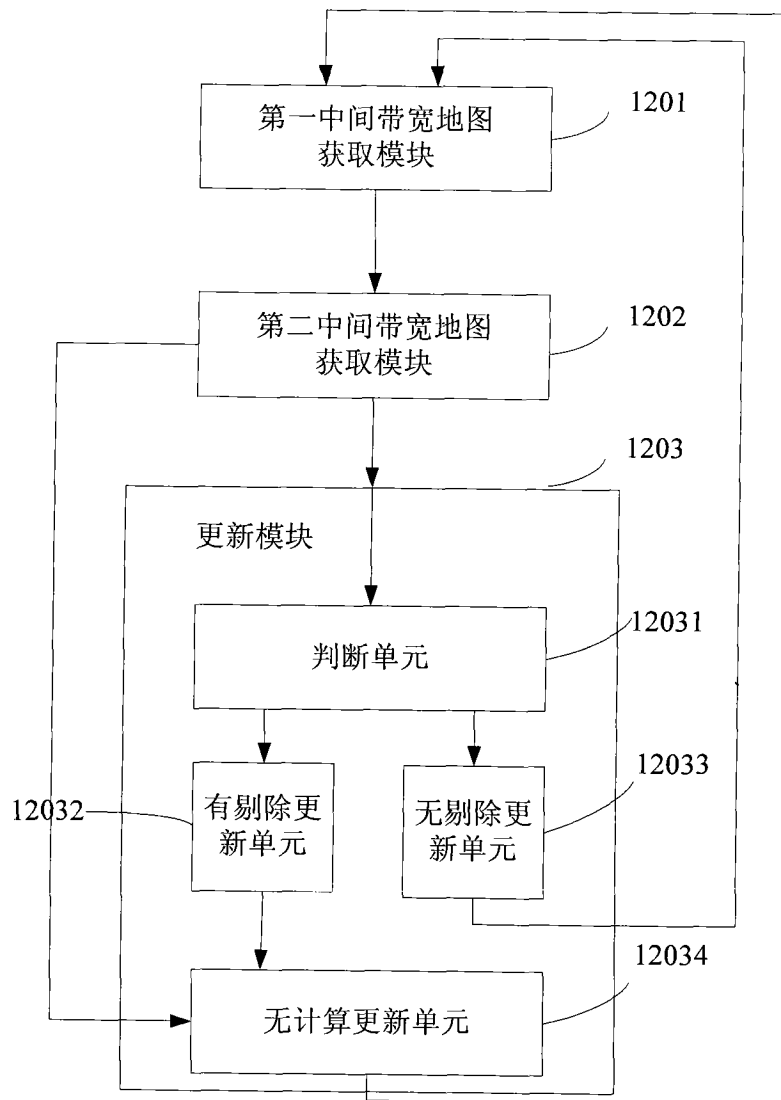 第一中间带宽地图
获取模块
1201
第二中间带宽地图
获取模块
1202
1203
更新模块
判断单元
12031
12032
有剔除更
新单元
无剔除更
新单元
12033
无计算更新单元
12034